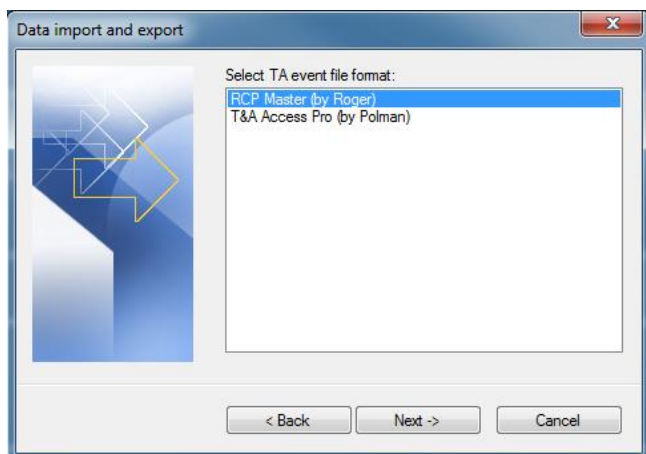 Data import and export
Select TA event file format:
RCP Master (by Roger)
T&A Access Pro (by Polman)
< Back
Next ->
Cancel